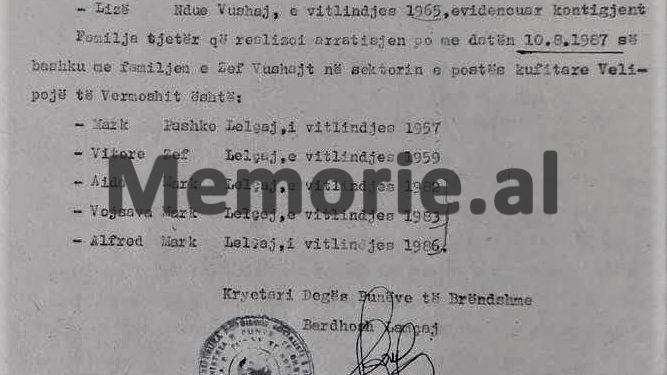 - Lizë Ndue Vushaj, e vitlindjes 1965, evidencuar kontigjent
Familja tjetër që realizoi arratisjen po me datën 10.8.1987 së
bashku me familjen e Zef Vushajt në sektorin e postës kufitare Veli-
pojë të Vermoshit është:
- Mark Pashko Lelçaj,i vitlindjes 1957
- Vitore Zef Lelçaj,e vitlindjes 1959
- Aida Mark Lelçaj,e vitlindjes 1982
- Vojsava Mark Lelçaj,e vitlindjes 1983
- Alfred Mark Lelçaj,i vitlindjes 1986.
Memorie.al
Kryetari Degës Punëve të Brëndshme
Bardhosh